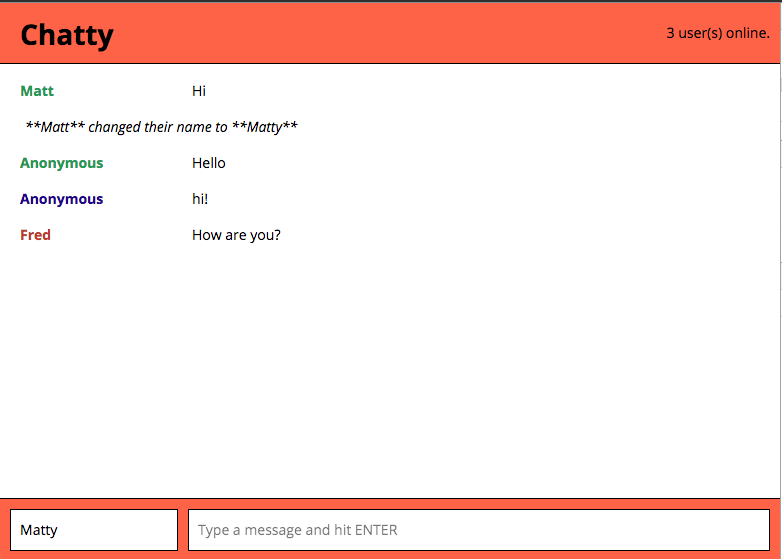 Chatty
3 user(s) online.
Matt Hi
**Matt** changed their name to **Matty**
Anonymous Hello
Anonymous hi!
Fred How are you?
Matty Type a message and hit ENTER